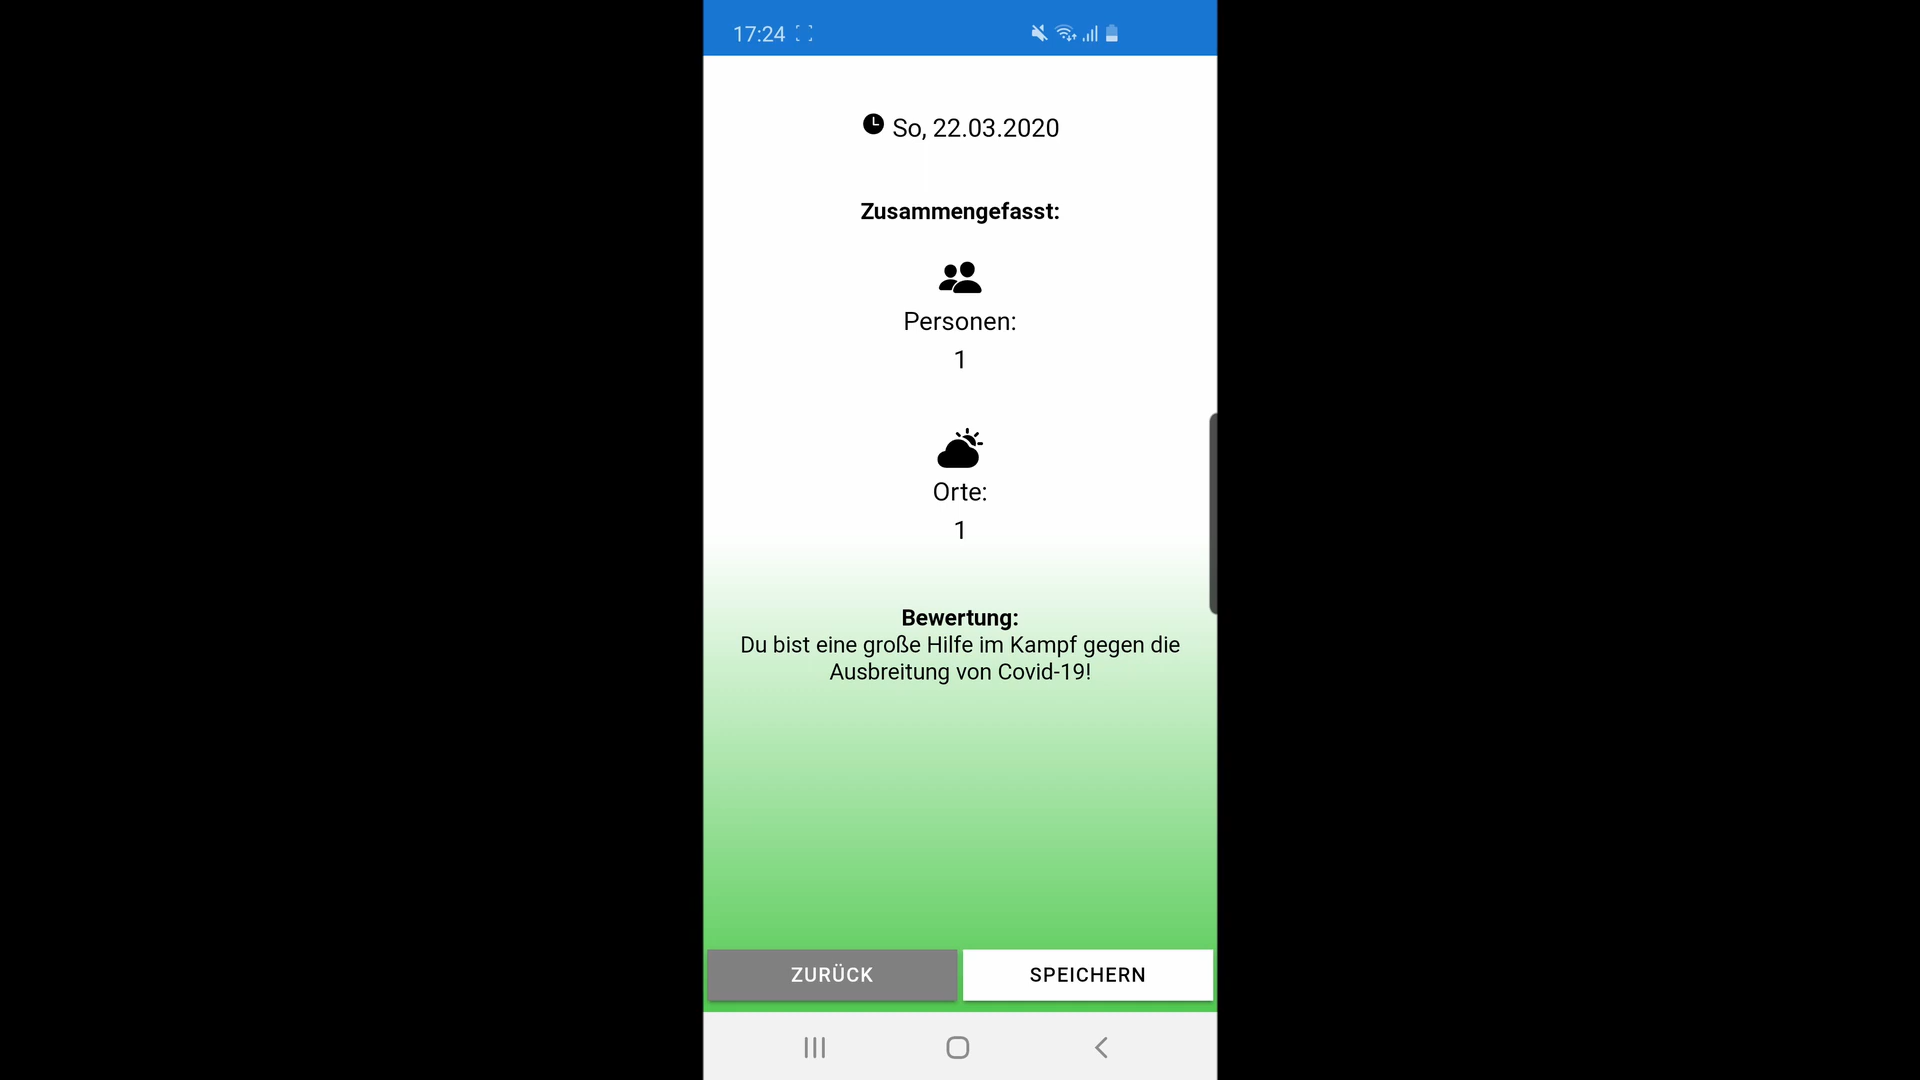 17:24
So, 22.03.2020
Zusammengefasst:
Personen:
1
Orte:
1
Bewertung:
Du bist eine große Hilfe im Kampf gegen die
Ausbreitung von Covid-19!
ZURÜCK
SPEICHERN